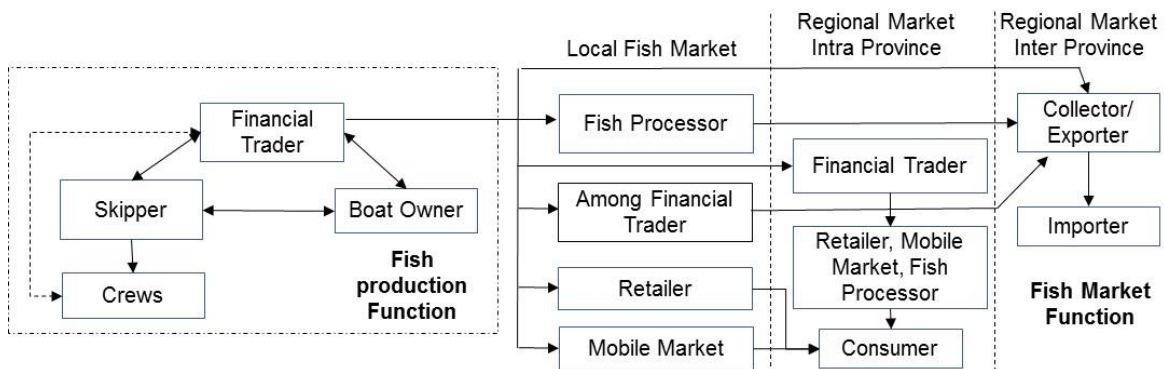 Local Fish Market
Regional Market
Intra Province
Regional Market
Inter Province
Financial
Trader
Skipper
Boat Owner
Crews
Fish
production
Function
Fish Processor
Among Financial
Trader
Retailer
Mobile Market
Financial Trader
Retailer, Mobile
Market, Fish
Processor
Consumer
Collector/
Exporter
Importer
Fish Market
Function